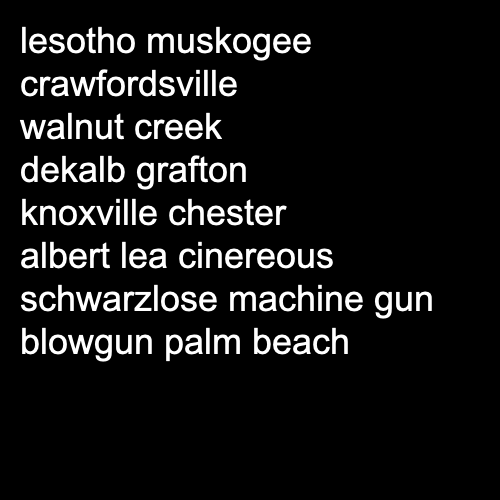 lesotho muskogee
crawfordsville
walnut creek
dekalb grafton
knoxville chester
albert lea cinereous
schwarzlose machine gun
blowgun palm beach